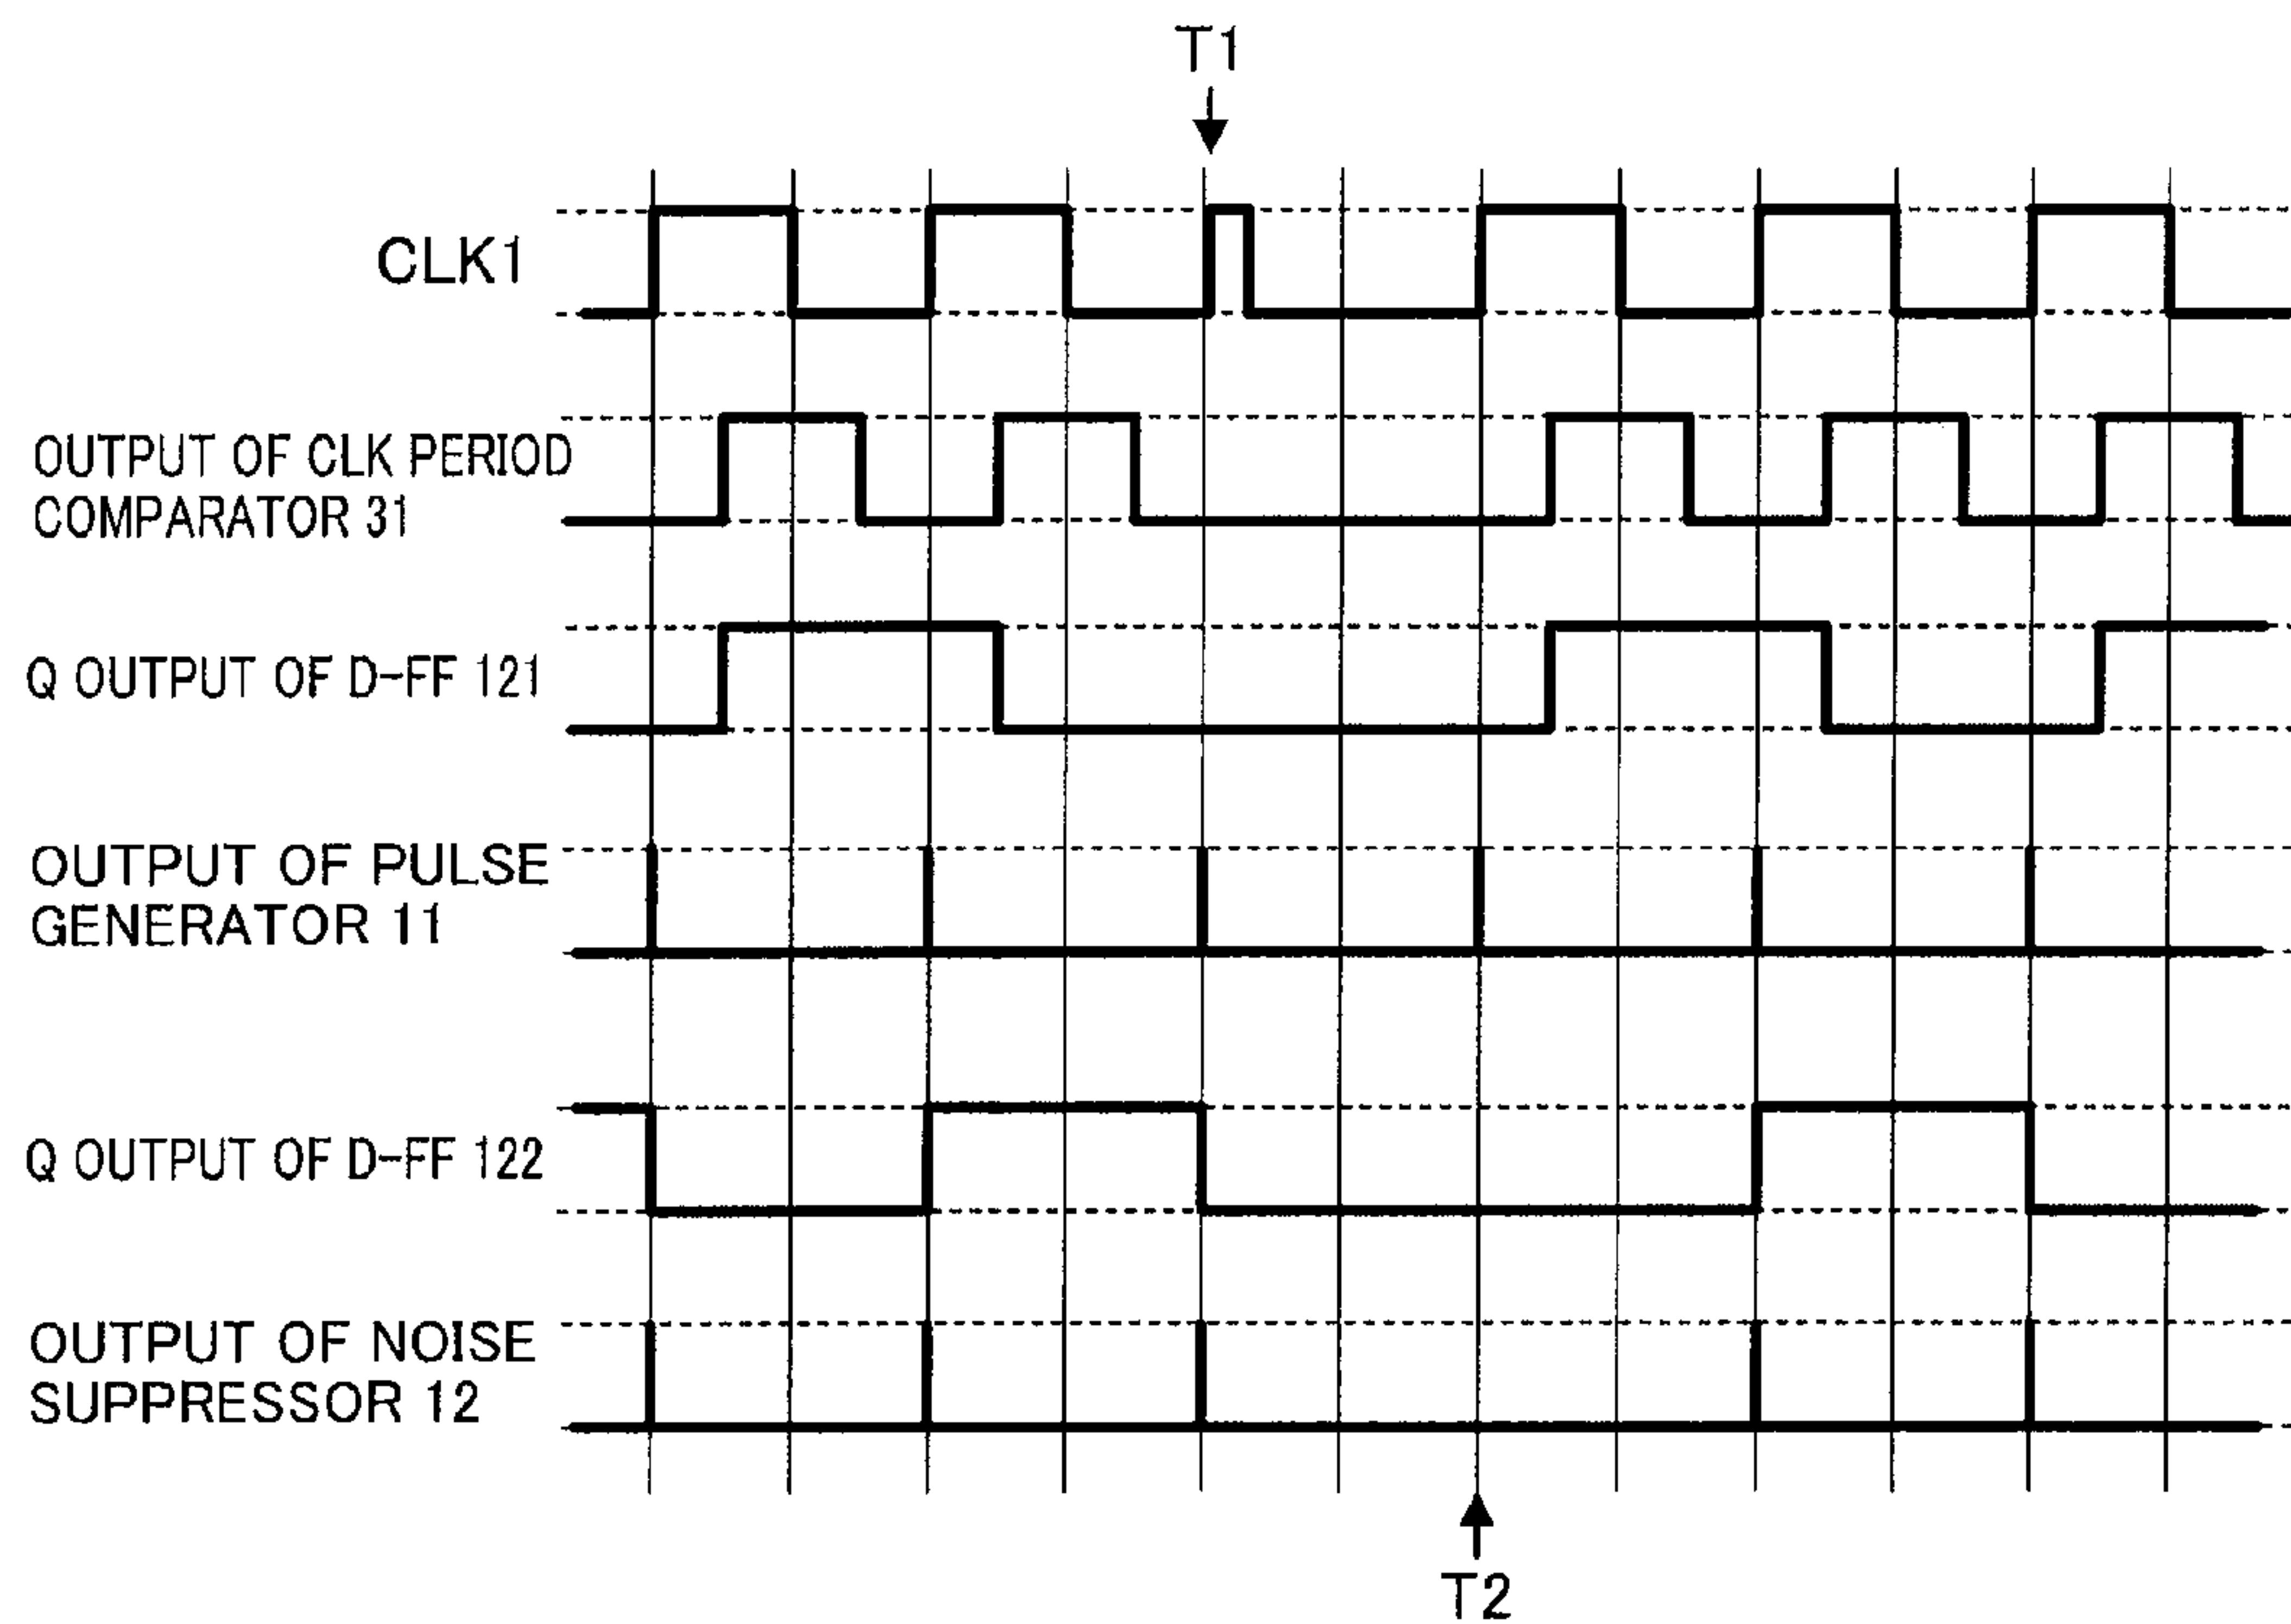 T1
CLK1
OUTPUT OF CLK PERIOD
COMPARATOR 31
Q OUTPUT OF D-FF 121
OUTPUT OF PULSE
GENERATOR 11
Q OUTPUT OF D-FF 122
OUTPUT OF NOISE
SUPPRESSOR 12
T2